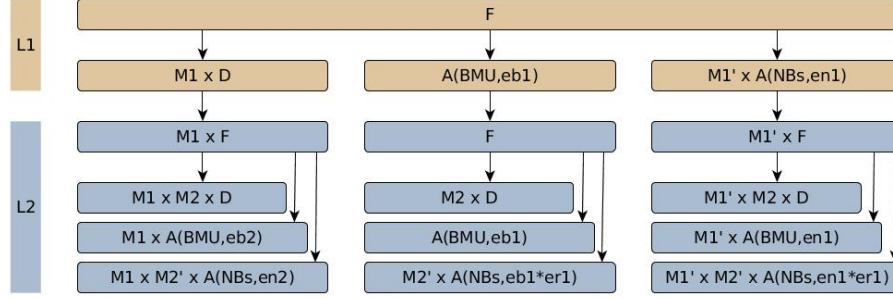 L1
F
M1 x D
A(BMU,eb1)
M1' x A(NBs,en1)
L2
M1 x F
F
M1' x F
M1 x M2 x D
M2 x D
M1' x M2 x D
M1 x A(BMU,eb2)
A(BMU,eb1)
M1' x A(BMU,en1)
M1 x M2' x A(NBs,en2)
M2' x A(NBs,eb1*er1)
M1' x M2' x A(NBs,en1*er1)